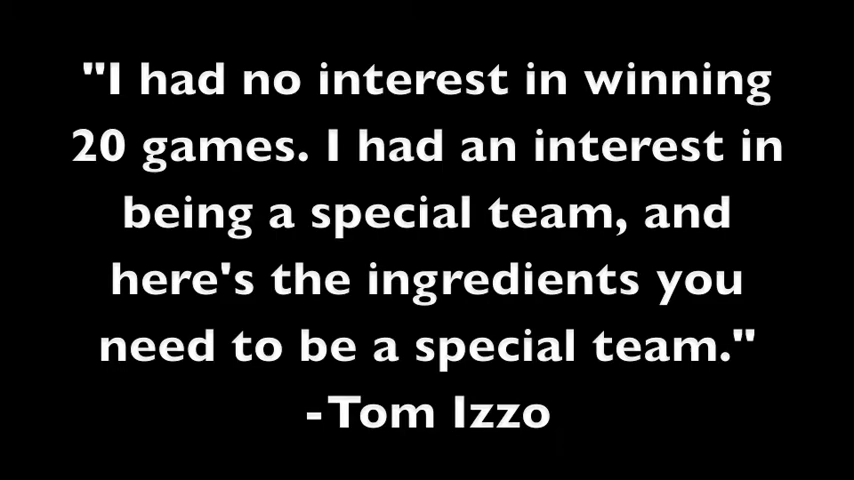 "I had no interest in winning
20 games. I had an interest in
being a special team, and
here's the ingredients you
need to be a special team."
-Tom Izzo